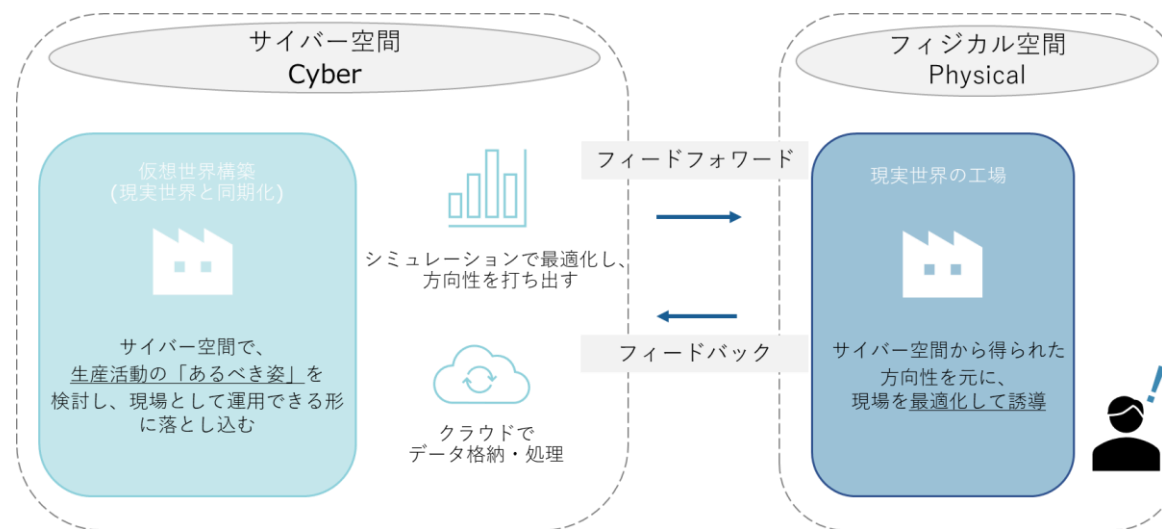 サイバー空間
Cyber
仮想世界構築
(現実世界と同期化)
サイバー空間で、
生産活動の「あるべき姿」を
検討し、現場として運用できる形
に落とし込む
シミュレーションで最適化し、
方向性を打ち出す
クラウドで
データ格納・処理
フィードフォワード
フィードバック
フィジカル空間
Physical
現実世界の工場
サイバー空間から得られた
方向性を元に、
現場を最適化して誘導